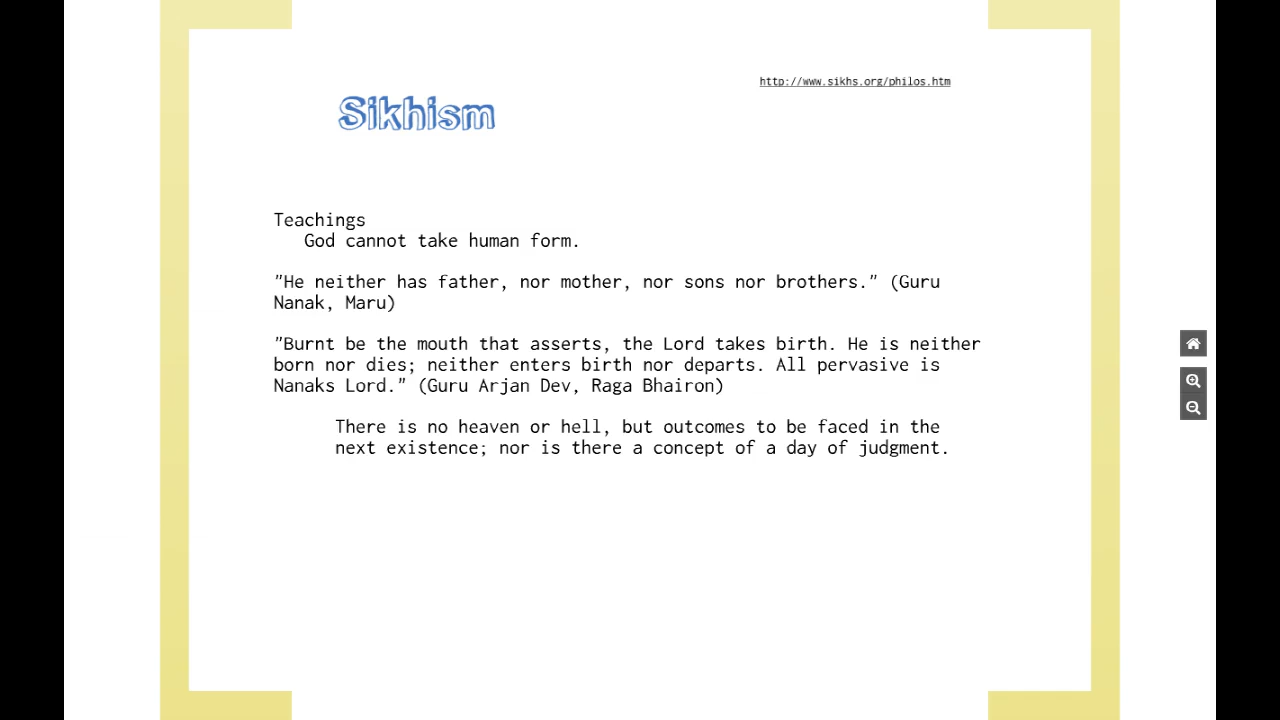 http://www.sikhs.org/philos.htm
Sikhism
Teachings
God cannot take human form.
"He neither has father, nor mother, nor sons nor brothers." (Guru
Nanak, Maru)
"Burnt be the mouth that asserts, the Lord takes birth. He is neither
born nor dies; neither enters birth nor departs. All pervasive is
Nanaks Lord." (Guru Arjan Dev, Raga Bhairon)
There is no heaven or hell, but outcomes to be faced in the
next existence; nor is there a concept of a day of judgment.